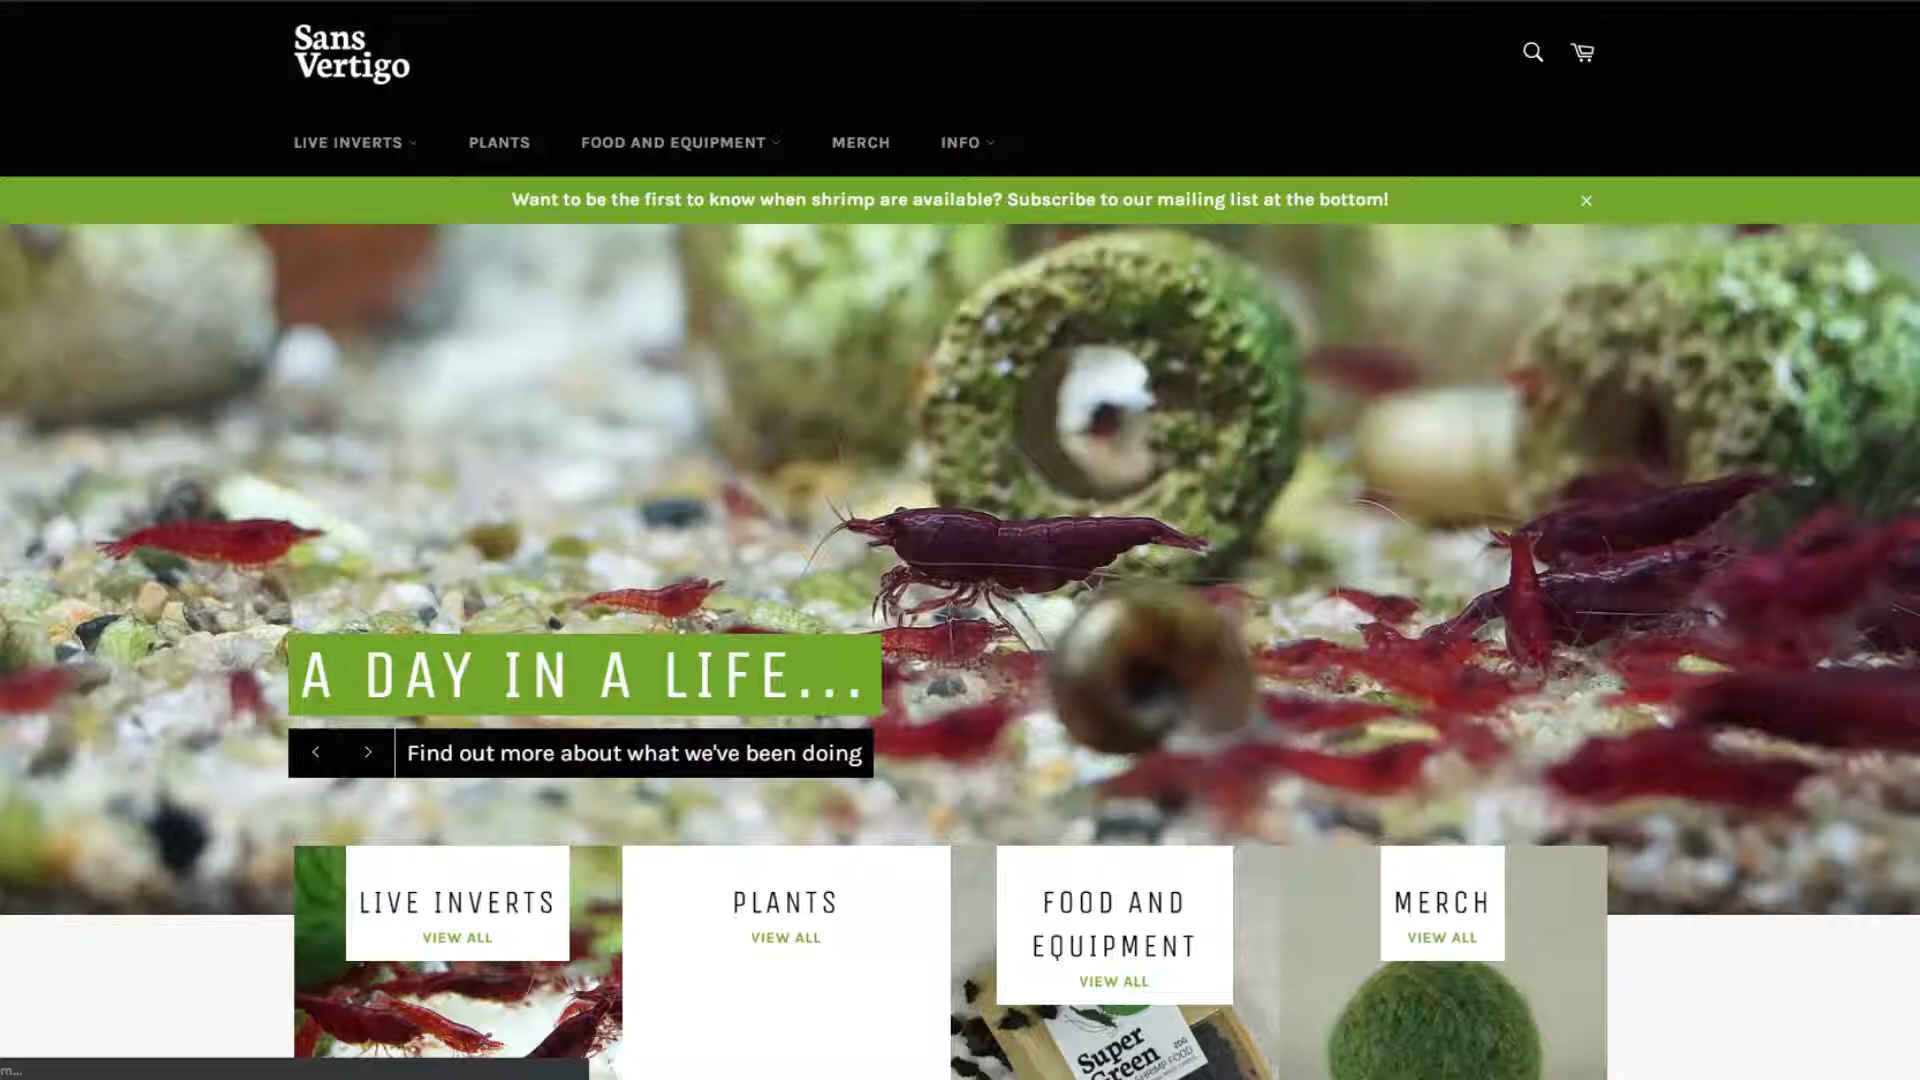 Sans
Vertigo
LIVE INVERTS
PLANTS
FOOD AND EQUIPMENT
MERCH
INFO
Want to be the first to know when shrimp are available? Subscribe to our mailing list at the bottom!
A DAY IN A LIFE...
Find out more about what we've been doing
LIVE INVERTS
VIEW ALL
PLANTS
VIEW ALL
FOOD AND
EQUIPMENT
VIEW ALL
MERCH
VIEW ALL
Super
Green
20G
SHRIMP FOOD
m...